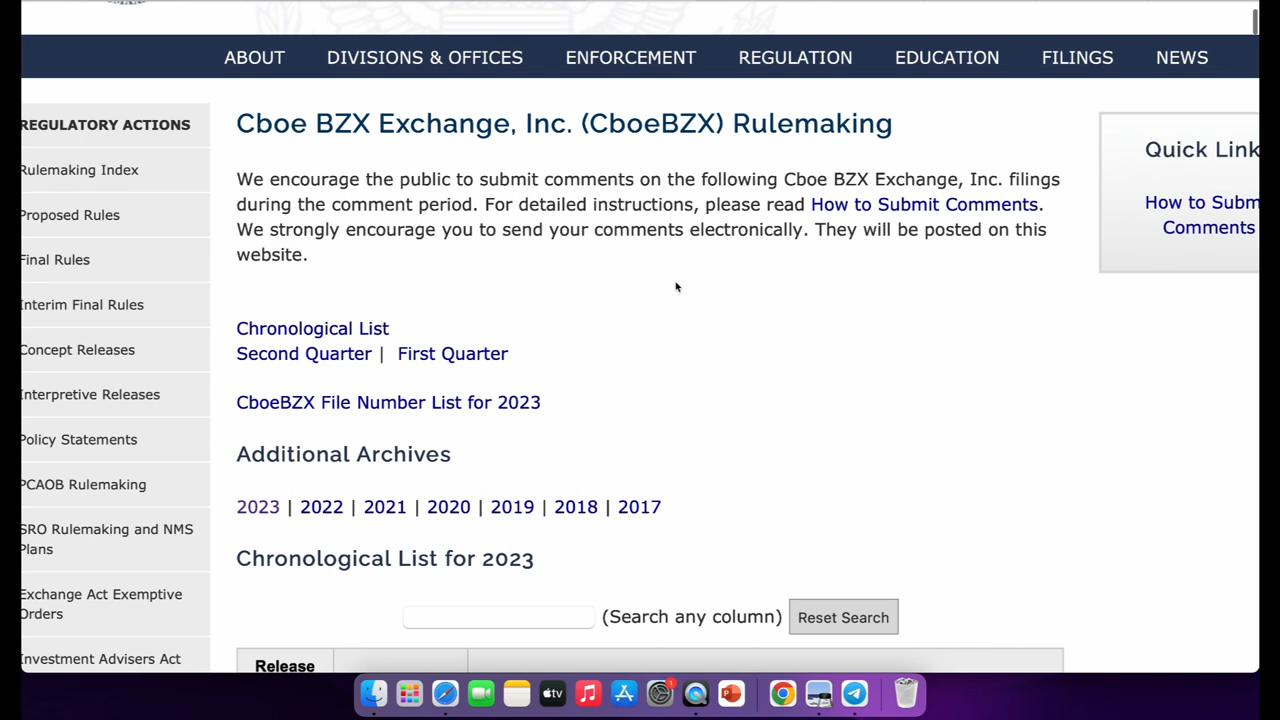 ABOUT DIVISIONS & OFFICES ENFORCEMENT REGULATION EDUCATION FILINGS NEWS
REGULATORY ACTIONS
Rulemaking Index
Proposed Rules
Final Rules
Interim Final Rules
Concept Releases
Interpretive Releases
Policy Statements
PCAOB Rulemaking
SRO Rulemaking and NMS
Plans
Exchange Act Exemptive
Orders
Investment Advisers Act
Cboe BZX Exchange, Inc. (CboeBZX) Rulemaking
We encourage the public to submit comments on the following Cboe BZX Exchange, Inc. filings
during the comment period. For detailed instructions, please read How to Submit Comments.
We strongly encourage you to send your comments electronically. They will be posted on this
website.
Chronological List
Second Quarter | First Quarter
CboeBZX File Number List for 2023
Additional Archives
2023 | 2022 | 2021 | 2020 | 2019 | 2018 | 2017
Chronological List for 2023
(Search any column) Reset Search
Release
Quick Link
How to Subm
Comments
tv
1